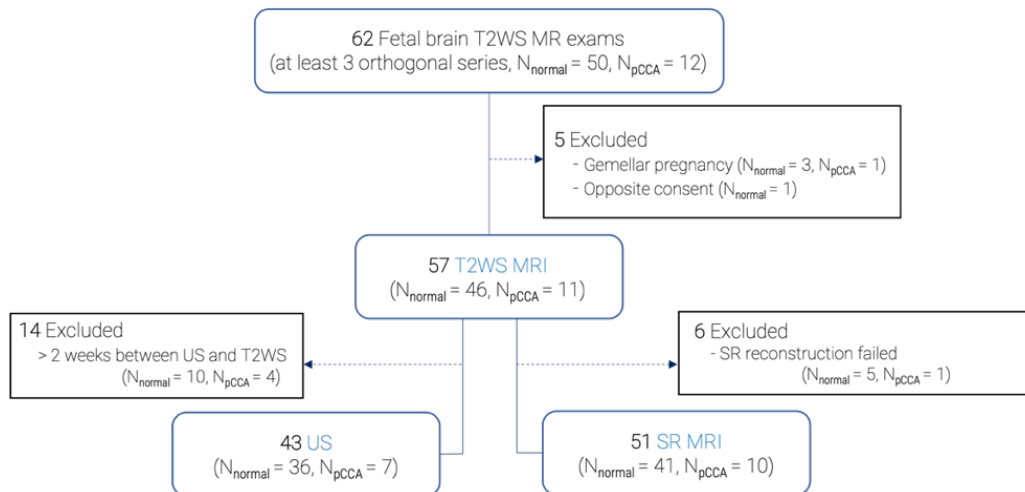 62 Fetal brain T2WS MR exams
(at least 3 orthogonal series, Nnormal = 50, NpCCA = 12)
5 Excluded
- Gemellar pregnancy (Nnormal = 3, NpCCA = 1)
- Opposite consent (Nnormal = 1)
57 T2WS MRI
(Nnormal = 46, NpCCA = 11)
14 Excluded
> 2 weeks between US and T2WS
(Nnormal = 10, NpCCA = 4)
6 Excluded
- SR reconstruction failed
(Nnormal = 5, NpCCA = 1)
43 US
(Nnormal = 36, NpCCA = 7)
51 SR MRI
(Nnormal = 41, NpCCA = 10)